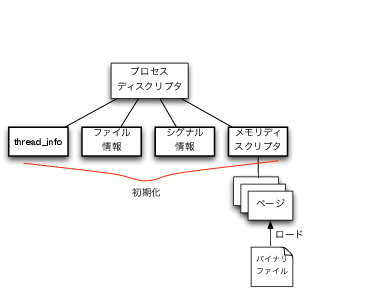 プロセス
ディスクリプタ
thread_info
ファイル
情報
シグナル
情報
メモリディ
スクリプタ
初期化
ページ
ロード
バイナリ
ファイル